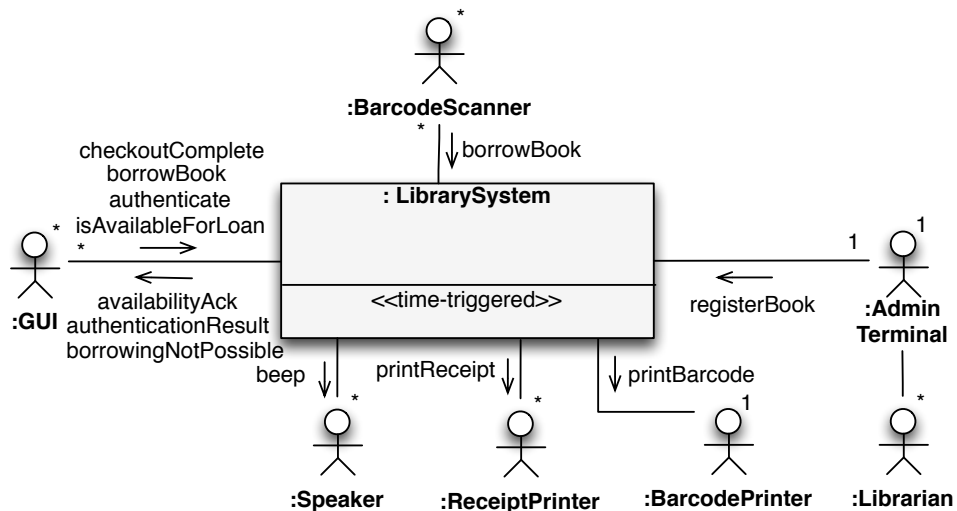 *
:BarcodeScanner
*
borrowBook
checkoutComplete
borrowBook
authenticate
isAvailableForLoan
: LibrarySystem
<<time-triggered>>
*
*
:GUI
availabilityAck
authenticationResult
borrowingNotPossible
1
1
registerBook
:Admin
Terminal
beep
printReceipt
printBarcode
*
*
1
*
:Speaker
:ReceiptPrinter
:BarcodePrinter
:Librarian